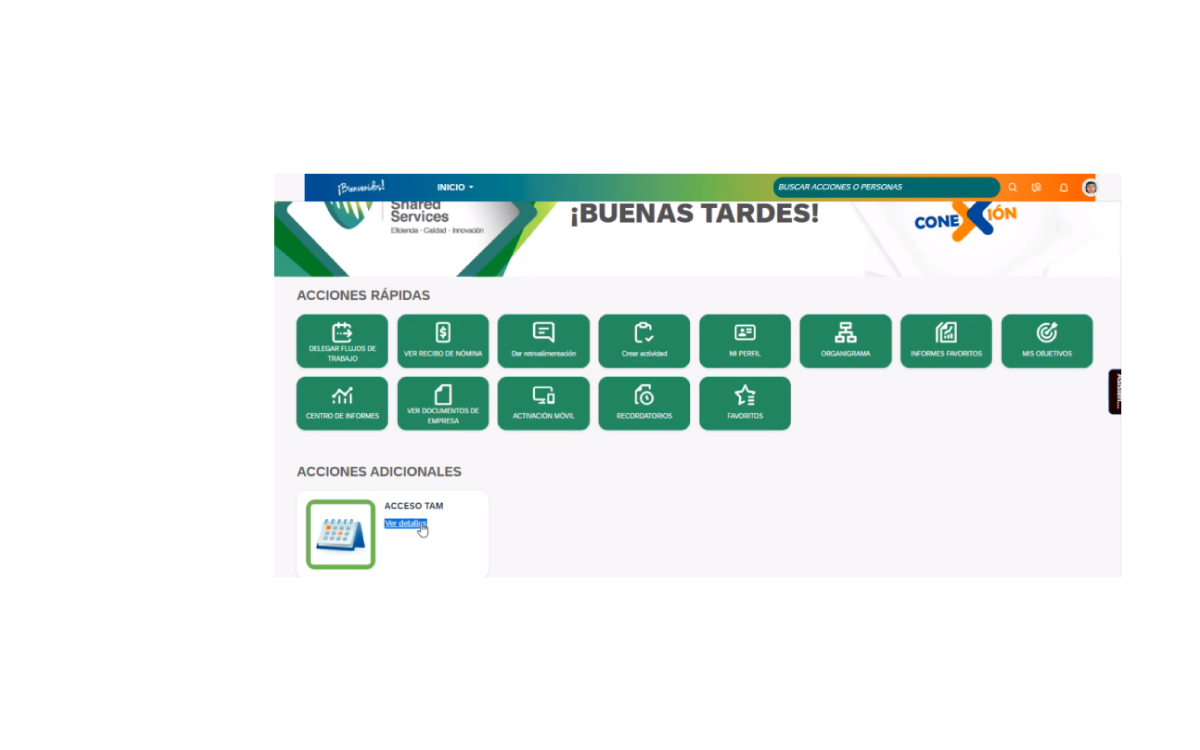 ¡Bienvenidos!
INICIO
BUSCAR ACCIONES O PERSONAS
Shared
Services
Eficiencia - Calidad - Innovación
¡BUENAS TARDES!
CONEXIÓN
ACCIONES RÁPIDAS
DELEGAR FLUJOS DE
TRABAJO
VER RECIBO DE NÓMINA
Dar retroalimentación
Crear actividad
MI PERFIL
ORGANIGRAMA
INFORMES FAVORITOS
MIS OBJETIVOS
CENTRO DE INFORMES
VER DOCUMENTOS DE
EMPRESA
ACTIVACIÓN MÓVIL
RECORDATORIOS
FAVORITOS
ACCIONES ADICIONALES
ACCESO TAM
Ver detalles